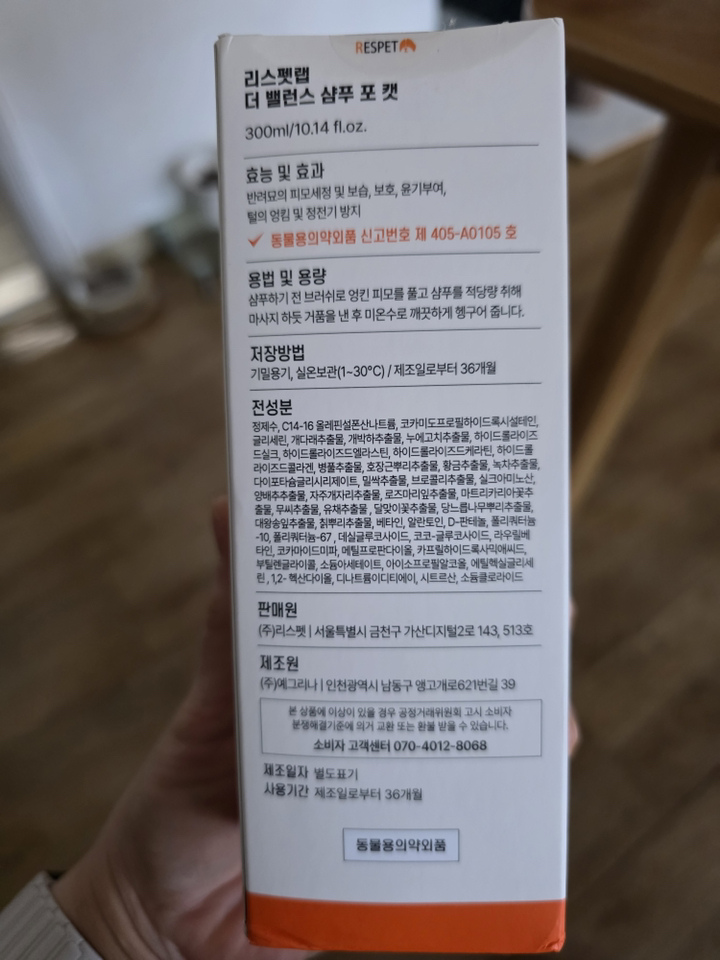 RESPET
리스펫랩
더 밸런스 샴푸 포 캣
300ml/10.14 fl.oz.
효능 및 효과
반려묘의 피모세정 및 보습, 보호, 윤기부여,
털의 엉킴 및 정전기 방지
동물용의약외품 신고번호 제 405-A0105 호
용법 및 용량
샴푸하기 전 브러쉬로 엉킨 피모를 풀고 샴푸를 적당량 취해
마사지 하듯 거품을 낸 후 미온수로 깨끗하게 헹구어 줍니다.
저장방법
기밀용기, 실온보관(1~30℃) / 제조일로부터 36개월
전성분
정제수, C14-16 올레핀설폰산나트륨, 코카미도프로필하이드록시설테인,
글리세린, 개다래추출물, 개박하추출물, 누에고치추출물, 하이드롤라이즈
드실크, 하이드롤라이즈드엘라스틴, 하이드롤라이즈드케라틴, 하이드롤
라이즈드콜라겐, 병풀추출물, 호장근뿌리추출물, 황금추출물, 녹차추출물,
다이포타슘글리시리제이트, 밀싹추출물, 브로콜리추출물, 실크아미노산,
양배추추출물, 자주개자리추출물, 로즈마리잎추출물, 마트리카리아꽃추
출물, 무씨추출물, 유채추출물, 달맞이꽃추출물, 당느릅나무뿌리추출물,
대왕송잎추출물, 칡뿌리추출물, 베타인, 알란토인, D-판테놀, 폴리쿼터늄
-10, 폴리쿼터늄-67, 데실글루코사이드, 코코-글루코사이드, 라우릴베
타인, 코카마이드미파, 메틸프로판다이올, 카프릴하이드록사믹애씨드,
부틸렌글라이콜, 소듐아세테이트, 아이소프로필알코올, 에틸헥실글리세
린, 1,2- 헥산다이올, 디나트륨이디티에이, 시트르산, 소듐클로라이드
판매원
(주)리스펫 | 서울특별시 금천구 가산디지털2로 143, 513호
제조원
(주)예그리나 | 인천광역시 남동구 앵고개로621번길 39
본 상품에 이상이 있을 경우 공정거래위원회 고시 소비자
분쟁해결기준에 의거 교환 또는 환불 받을 수 있습니다.
소비자 고객센터 070-4012-8068
제조일자 별도표기
사용기간 제조일로부터 36개월
동물용의약외품